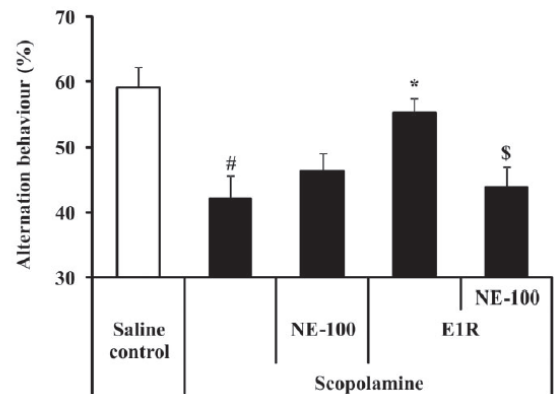 Alternation behaviour (%)
70
60
50
40
30
#
*
$
Saline
control
NE-100
E1R
NE-100
Scopolamine